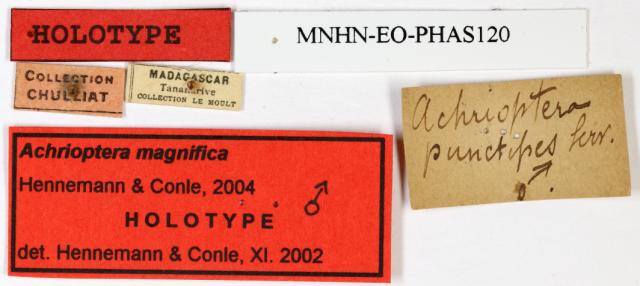 HOLOTYPE
MNHN-EO-PHAS120
COLLECTION
CHULLIAT
MADAGASCAR
Tananarive
COLLECTION LE MOULT
Achrioptera
punctipes Serv.
♂.
Achrioptera magnifica
Hennemann & Conle, 2004 ♂
HOLOTYPE
det. Hennemann & Conle, XI. 2002